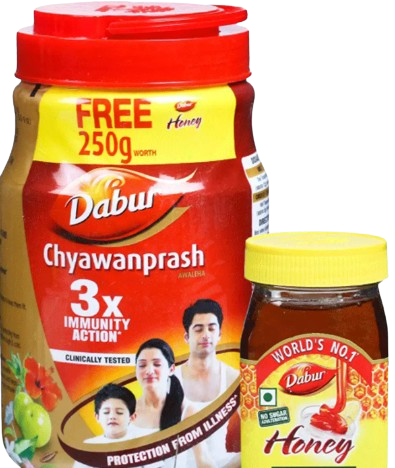 FREE
Dabur
Honey
250g WORTH
Dabur
Chyawanprash
AWALEHA
3x
IMMUNITY
ACTION*
CLINICALLY TESTED
PROTECTION FROM ILLNESS*
WORLD'S NO.1*
Dabur
NO SUGAR
ADULTERATION
Honey